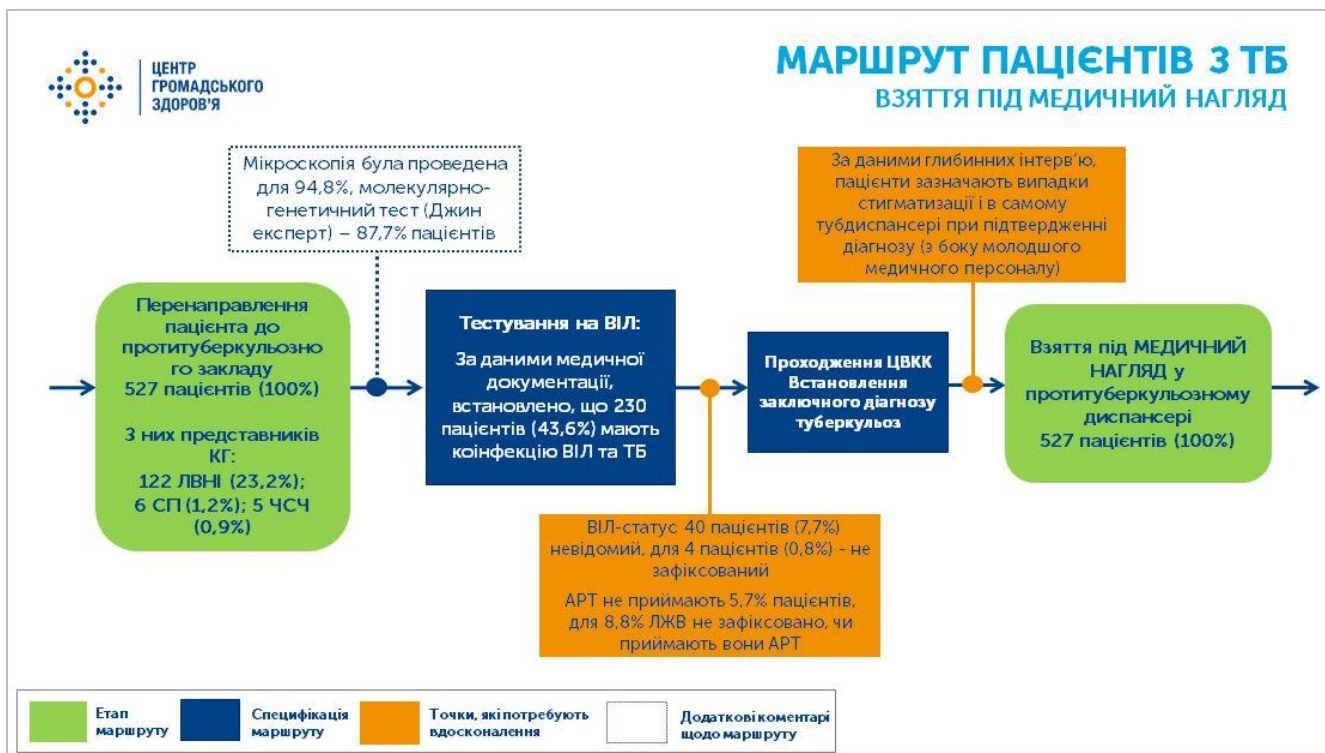 ЦЕНТР
ГРОМАДСЬКОГО
ЗДОРОВ'Я
МАРШРУТ ПАЦІЄНТІВ З ТБ
ВЗЯТТЯ ПІД МЕДИЧНИЙ НАГЛЯД
Мікроскопія була проведена
для 94,8%, молекулярно-
генетичний тест (Джин
експерт) – 87,7% пацієнтів
За даними глибинних інтерв'ю,
пацієнти зазначають випадки
стигматизації і в самому
тубдиспансері при підтвердженні
діагнозу (з боку молодшого
медичного персоналу)
Перенаправлення
пацієнта до
протитуберкульозно
го закладу
527 пацієнтів (100%)
З них представників
КГ:
122 ЛВНІ (23,2%);
6 СП (1,2%); 5 ЧСЧ
(0,9%)
Тестування на ВІЛ:
За даними медичної
документації,
встановлено, що 230
пацієнтів (43,6%) мають
коінфекцію ВІЛ та ТБ
Проходження ЦВКК
Встановлення
заключного діагнозу
туберкульоз
Взяття під МЕДИЧНИЙ
НАГЛЯД у
протитуберкульозному
диспансері
527 пацієнтів (100%)
ВІЛ-статус 40 пацієнтів (7,7%)
невідомий, для 4 пацієнтів (0,8%) - не
зафіксований
АРТ не приймають 5,7% пацієнтів,
для 8,8% ЛЖВ не зафіксовано, чи
приймають вони АРТ
Етап
маршруту
Специфікація
маршруту
Точки, які потребують
вдосконалення
Додаткові коментарі
щодо маршруту